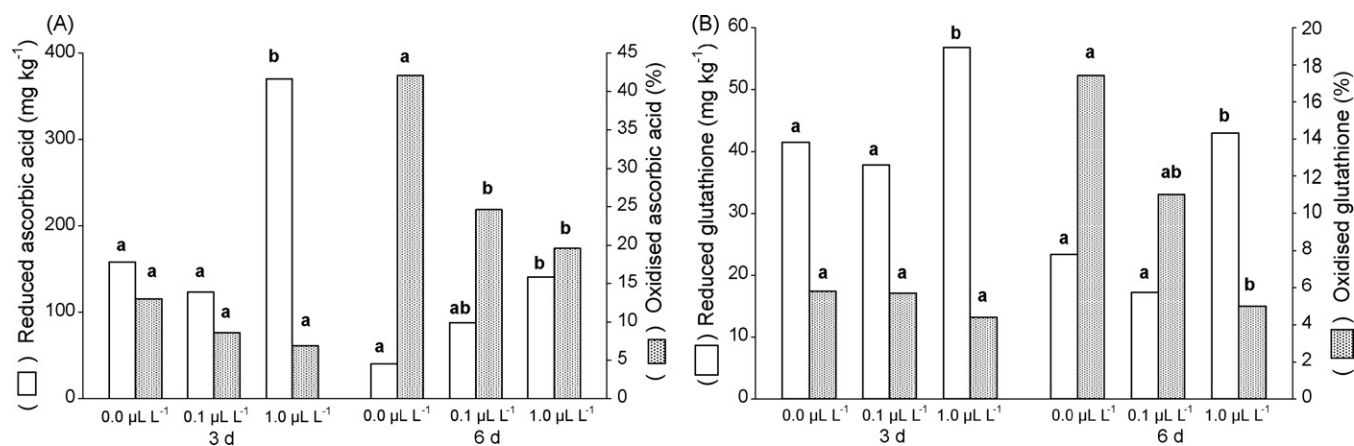 (A)
( ) Reduced ascorbic acid (mg kg⁻¹)
400
300
200
100
0
a
a
a
a
b
a
a
a
ab
b
b
b
45
40
35
30
25
20
15
10
5
0
( ) Oxidised ascorbic acid (%)
0.0 µL L⁻¹ 0.1 µL L⁻¹ 1.0 µL L⁻¹ 0.0 µL L⁻¹ 0.1 µL L⁻¹ 1.0 µL L⁻¹
3 d 6 d
(B)
( ) Reduced glutathione (mg kg⁻¹)
60
50
40
30
20
10
0
a
a
a
a
b
a
a
a
a
ab
b
b
20
18
16
14
12
10
8
6
4
2
0
( ) Oxidised glutathione (%)
0.0 µL L⁻¹ 0.1 µL L⁻¹ 1.0 µL L⁻¹ 0.0 µL L⁻¹ 0.1 µL L⁻¹ 1.0 µL L⁻¹
3 d 6 d